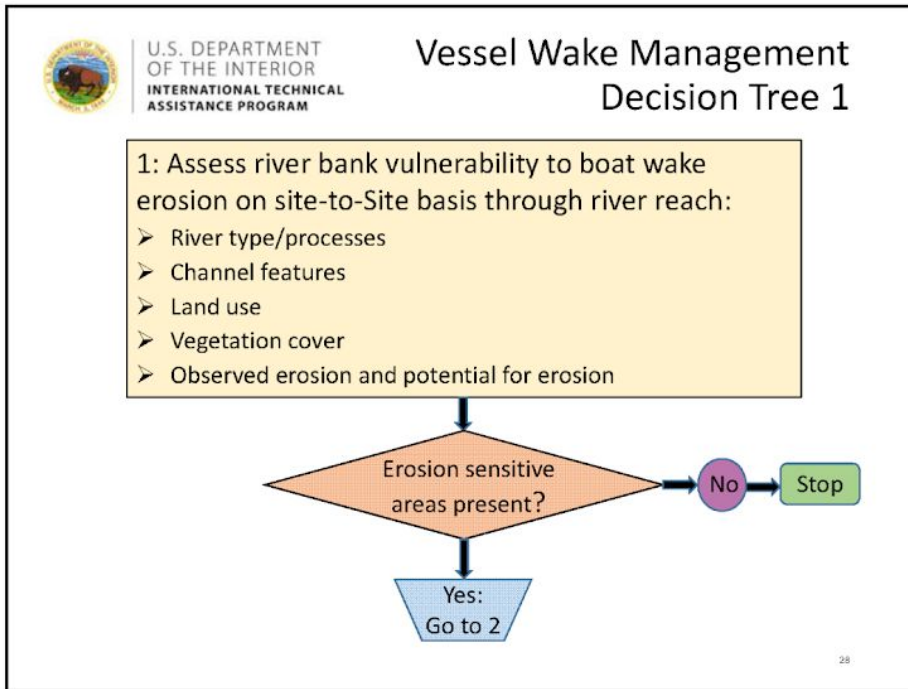 U.S. DEPARTMENT
OF THE INTERIOR
INTERNATIONAL TECHNICAL
ASSISTANCE PROGRAM
Vessel Wake Management
Decision Tree 1
1: Assess river bank vulnerability to boat wake
erosion on site-to-Site basis through river reach:
➢ River type/processes
➢ Channel features
➢ Land use
➢ Vegetation cover
➢ Observed erosion and potential for erosion
Erosion sensitive
areas present?
No
Stop
Yes:
Go to 2
28